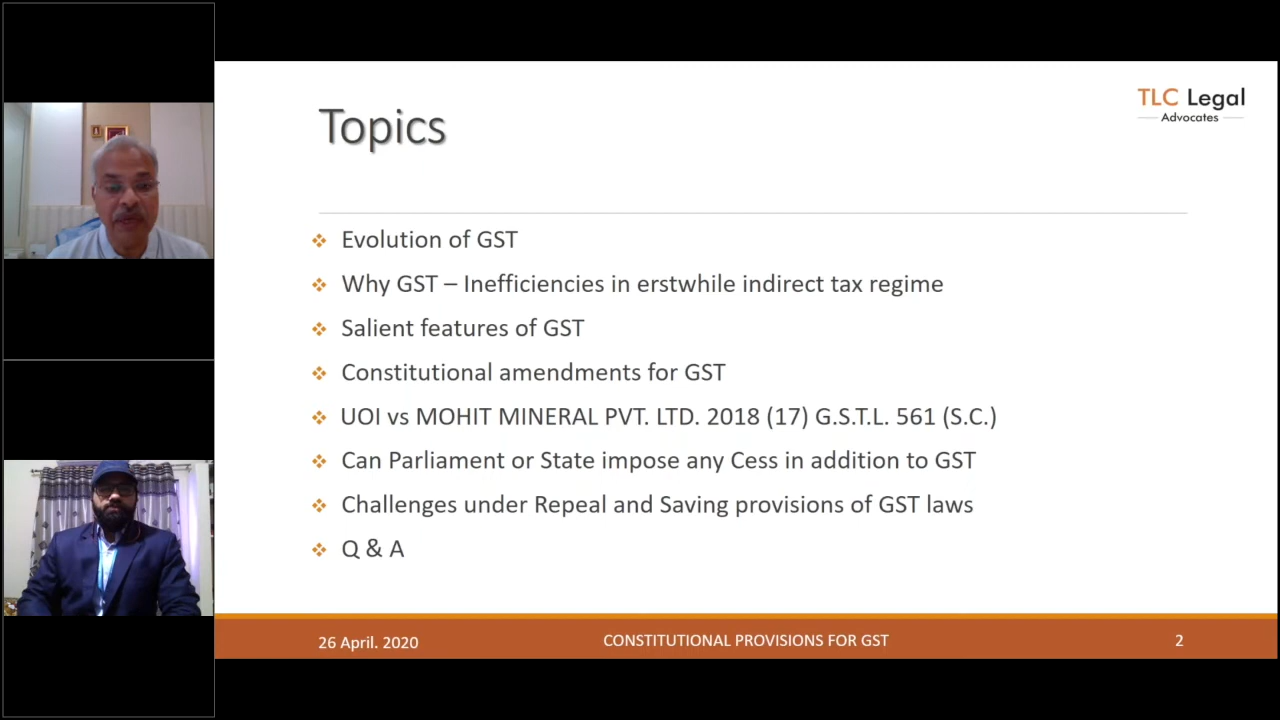 TLC Legal
Advocates
Topics
Evolution of GST
Why GST – Inefficiencies in erstwhile indirect tax regime
Salient features of GST
Constitutional amendments for GST
UOI vs MOHIT MINERAL PVT. LTD. 2018 (17) G.S.T.L. 561 (S.C.)
Can Parliament or State impose any Cess in addition to GST
Challenges under Repeal and Saving provisions of GST laws
Q & A
26 April. 2020
CONSTITUTIONAL PROVISIONS FOR GST
2